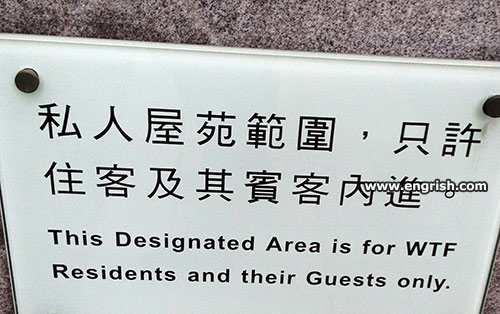 私人屋苑範圍，只許
住客及其賓客內進。
www.engrish.com
This Designated Area is for WTF
Residents and their Guests only.